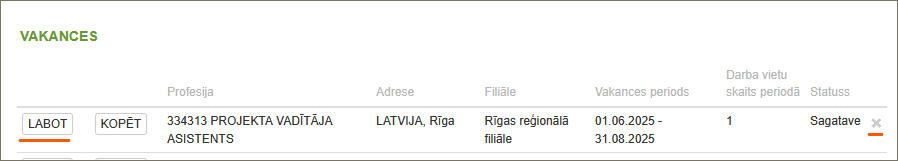 VAKANCES
Profesija Adrese Filiāle Vakances periods Darba vietu skaits periodā Statuss
LABOT KOPĒT 334313 PROJEKTA VADĪTĀJA ASISTENTS LATVIJA, Rīga Rīgas reģionālā filiāle 01.06.2025 - 31.08.2025 1 Sagatave